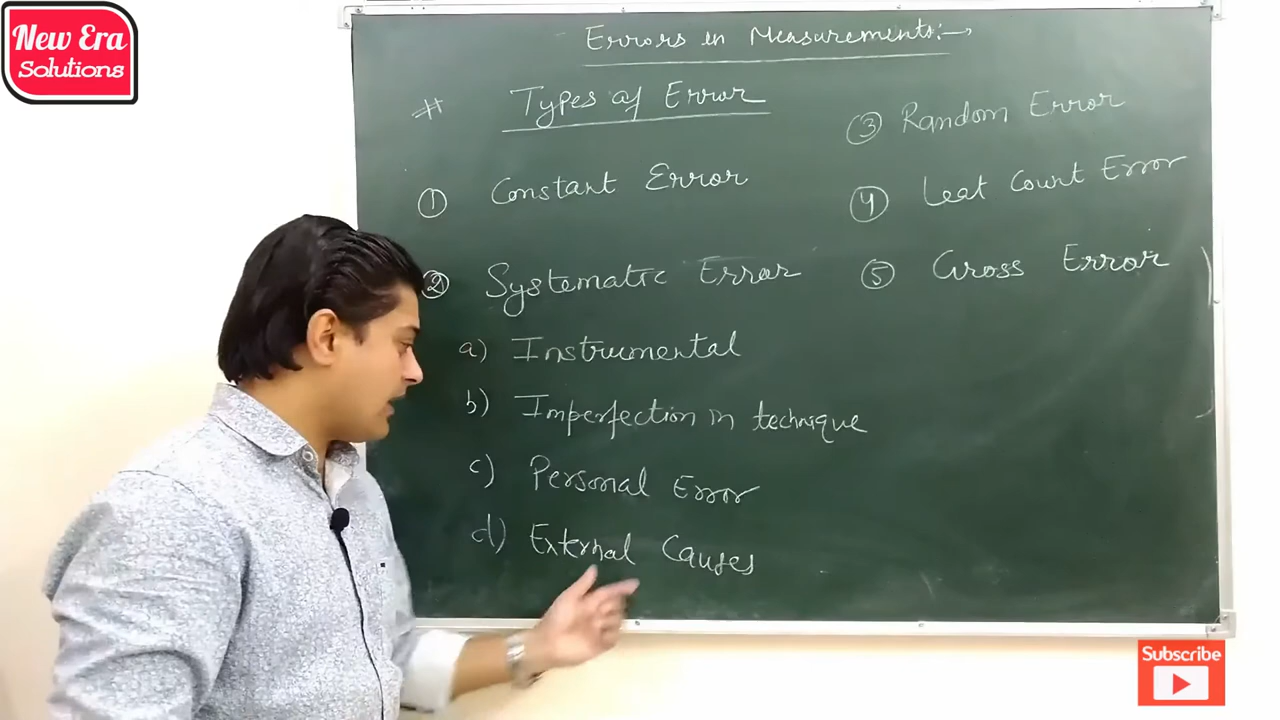 New Era
Solutions
Errors in Measurements:→
# Types of Error
① Constant Error
② Systematic Error
a) Instrumental
b) Imperfection in technique
c) Personal Error
d) External Causes
③ Random Error
④ Leat Count Error
⑤ Gross Error
Subscribe